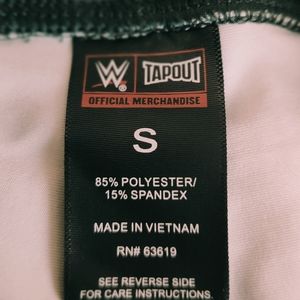 W TAPOUT
OFFICIAL MERCHANDISE
S
85% POLYESTER/
15% SPANDEX
MADE IN VIETNAM
RN# 63619
SEE REVERSE SIDE
FOR CARE INSTRUCTIONS